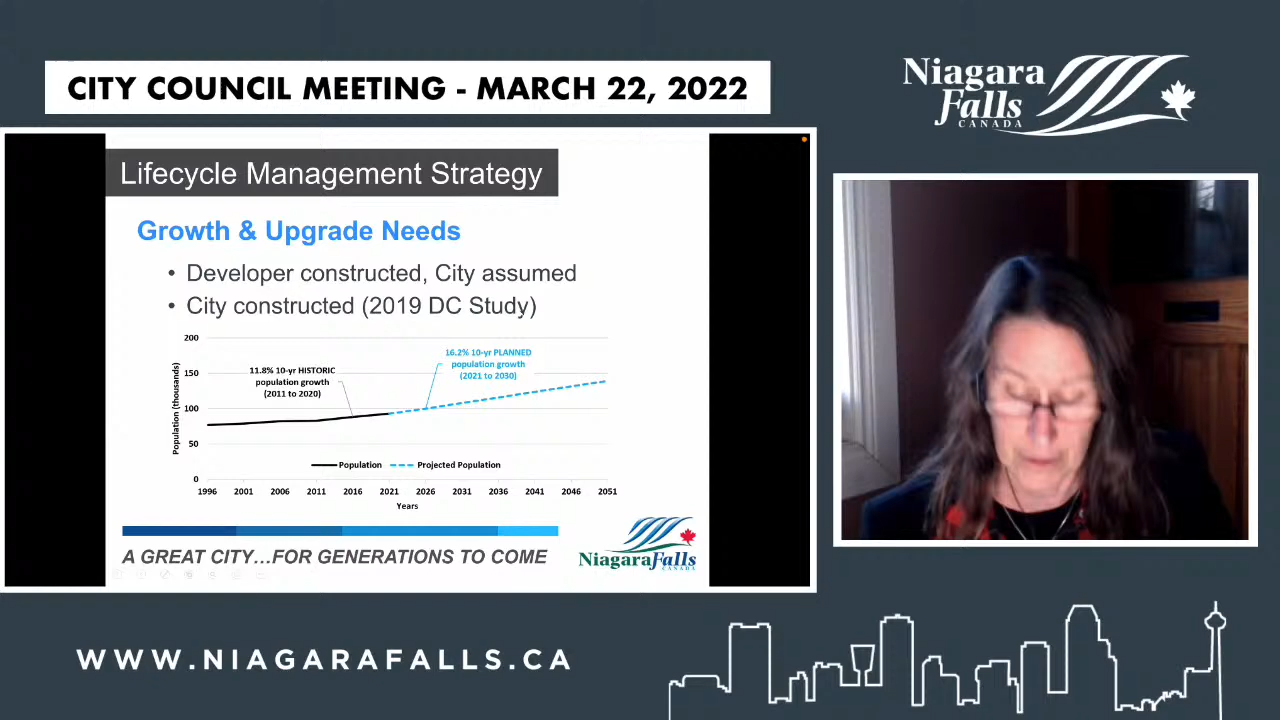 CITY COUNCIL MEETING - MARCH 22, 2022
Niagara
Falls
CANADA
Lifecycle Management Strategy
Growth & Upgrade Needs
• Developer constructed, City assumed
• City constructed (2019 DC Study)
200
150
100
50
0
Population (thousands)
11.8% 10-yr HISTORIC
population growth
(2011 to 2020)
16.2% 10-yr PLANNED
population growth
(2021 to 2030)
Population
Projected Population
1996 2001 2006 2011 2016 2021 2026 2031 2036 2041 2046 2051
Years
A GREAT CITY...FOR GENERATIONS TO COME
NiagaraFalls
CANADA
WWW.NIAGARAFALLS.CA